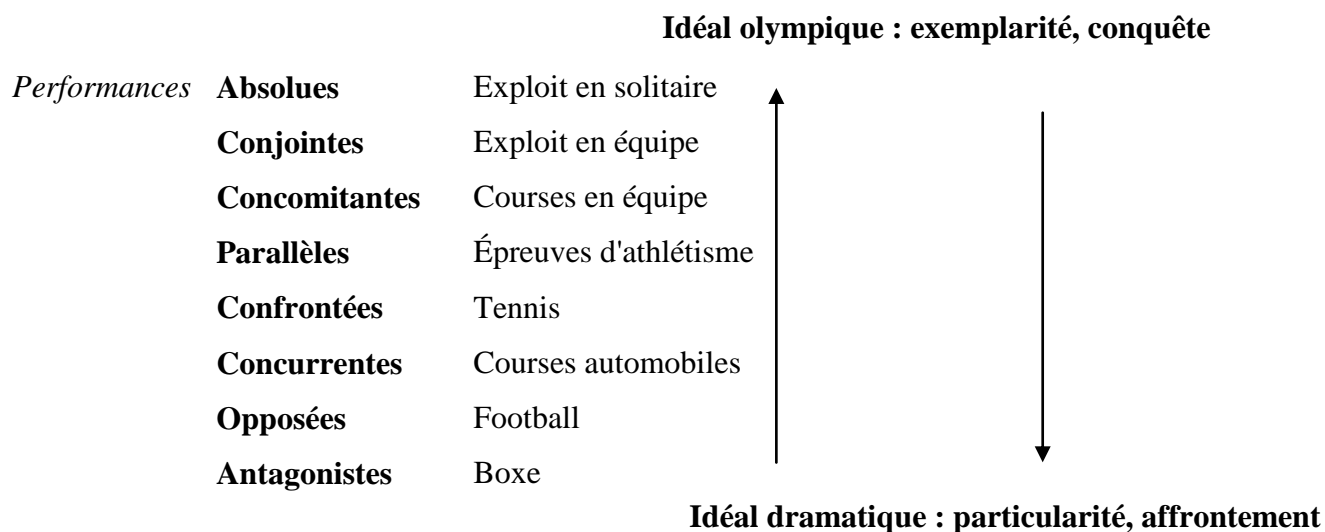 Idéal olympique : exemplarité, conquête
Performances Absolues Exploit en solitaire
Conjointes Exploit en équipe
Concomitantes Courses en équipe
Parallèles Épreuves d'athlétisme
Confrontées Tennis
Concurrentes Courses automobiles
Opposées Football
Antagonistes Boxe
Idéal dramatique : particularité, affrontement